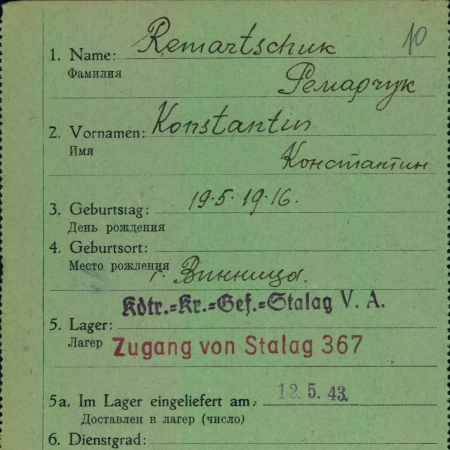 10
1. Name: Remartschuk
Фамилия
Ремарчук
2. Vornamen: Konstantin
Имя
Константин
3. Geburtstag: 19.5.1916.
День рождения
4. Geburtsort:
Место рождения г. Винница.
Kdtr.=Kr.=Gef.=Stalag V. A.
5. Lager:
Лагер Zugang von Stalag 367
5a. Im Lager eingeliefert am: 12.5.43.
Доставлен в лагер (число)
6. Dienstgrad: